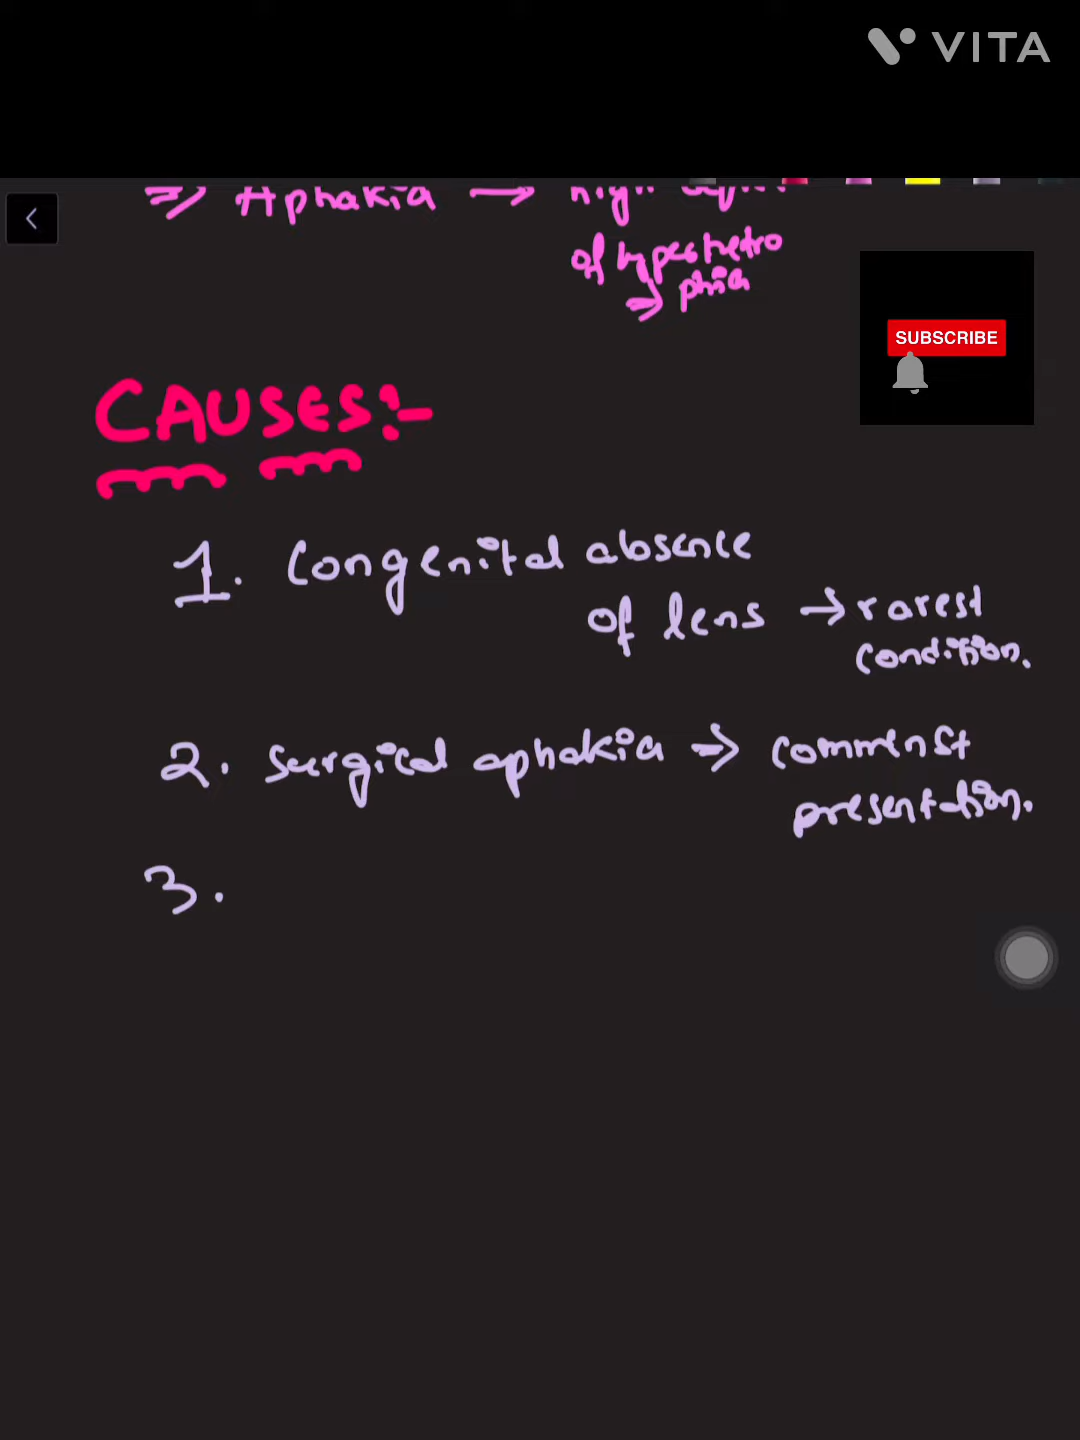 VITA
⇒ Aphakia →
of hypermetro
⇒ phia
SUBSCRIBE
CAUSES:-
1. Congenital absence
of lens → rarest
condition.
2. Surgical aphakia → commenst
presentation.
3.